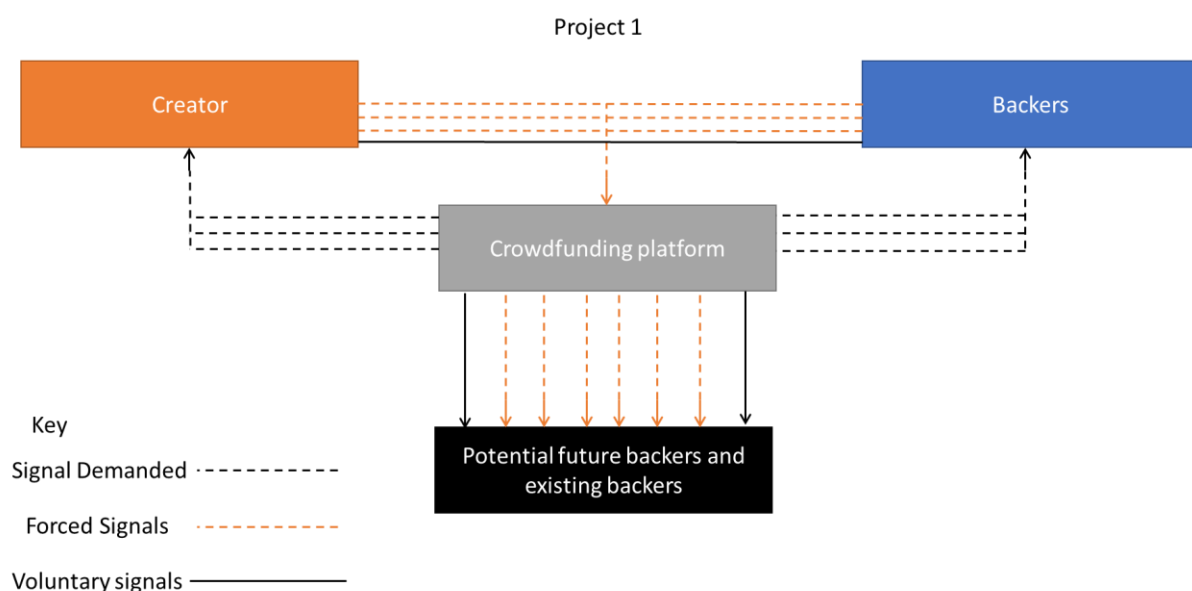 Project 1
Creator
Backers
Crowdfunding platform
Potential future backers and
existing backers
Key
Signal Demanded
Forced Signals
Voluntary signals